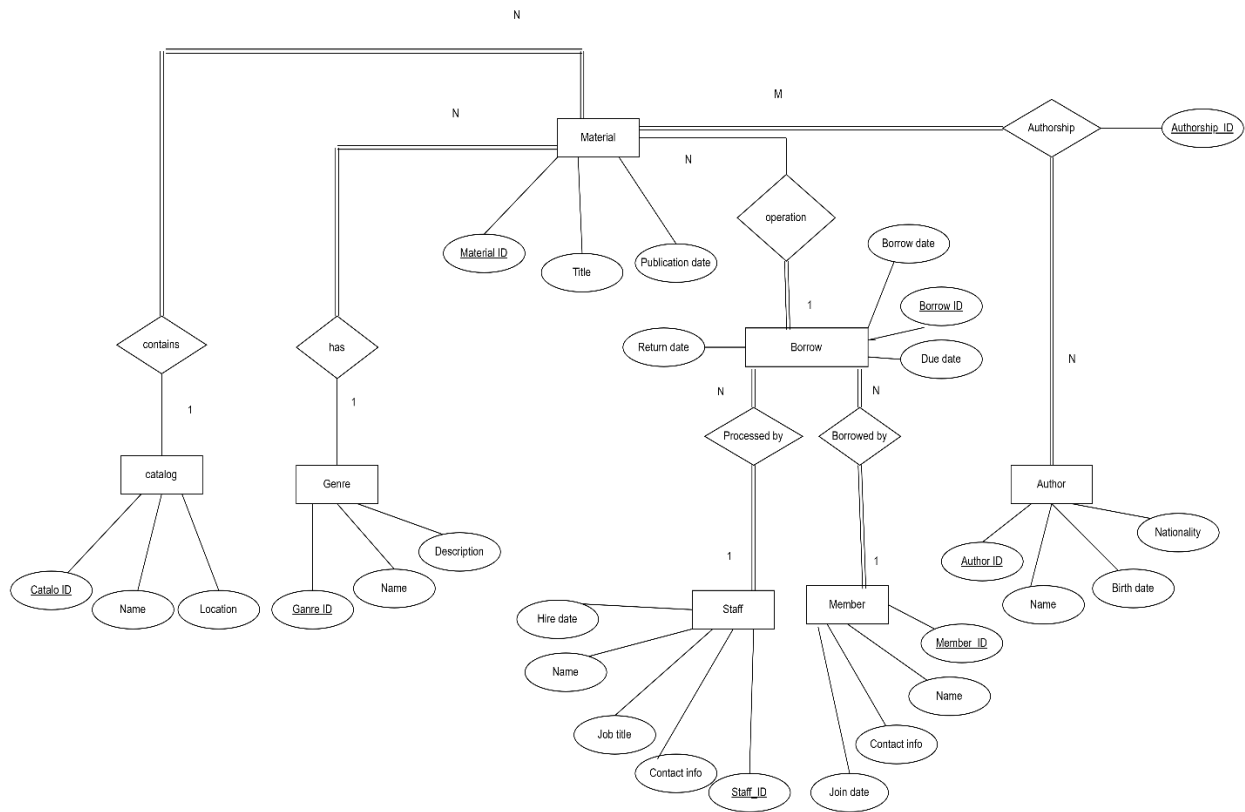 N
N
M
Material
Authorship
Authorship_ID
N
operation
Borrow date
Material ID
Title
Publication date
Borrow ID
1
contains
has
Return date
Borrow
Due date
N
N
N
1
1
Processed by
Borrowed by
catalog
Genre
Author
Description
Nationality
Catalo ID
Name
Location
Ganre ID
Name
1
1
Author ID
Name
Birth date
Hire date
Staff
Member
Member_ID
Name
Name
Job title
Contact info
Contact info
Staff_ID
Join date